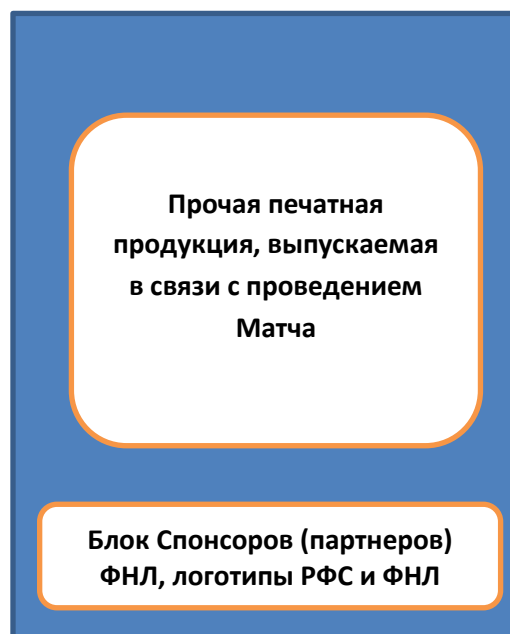 Прочая печатная
продукция, выпускаемая
в связи с проведением
Матча
Блок Спонсоров (партнеров)
ФНЛ, логотипы РФС и ФНЛ